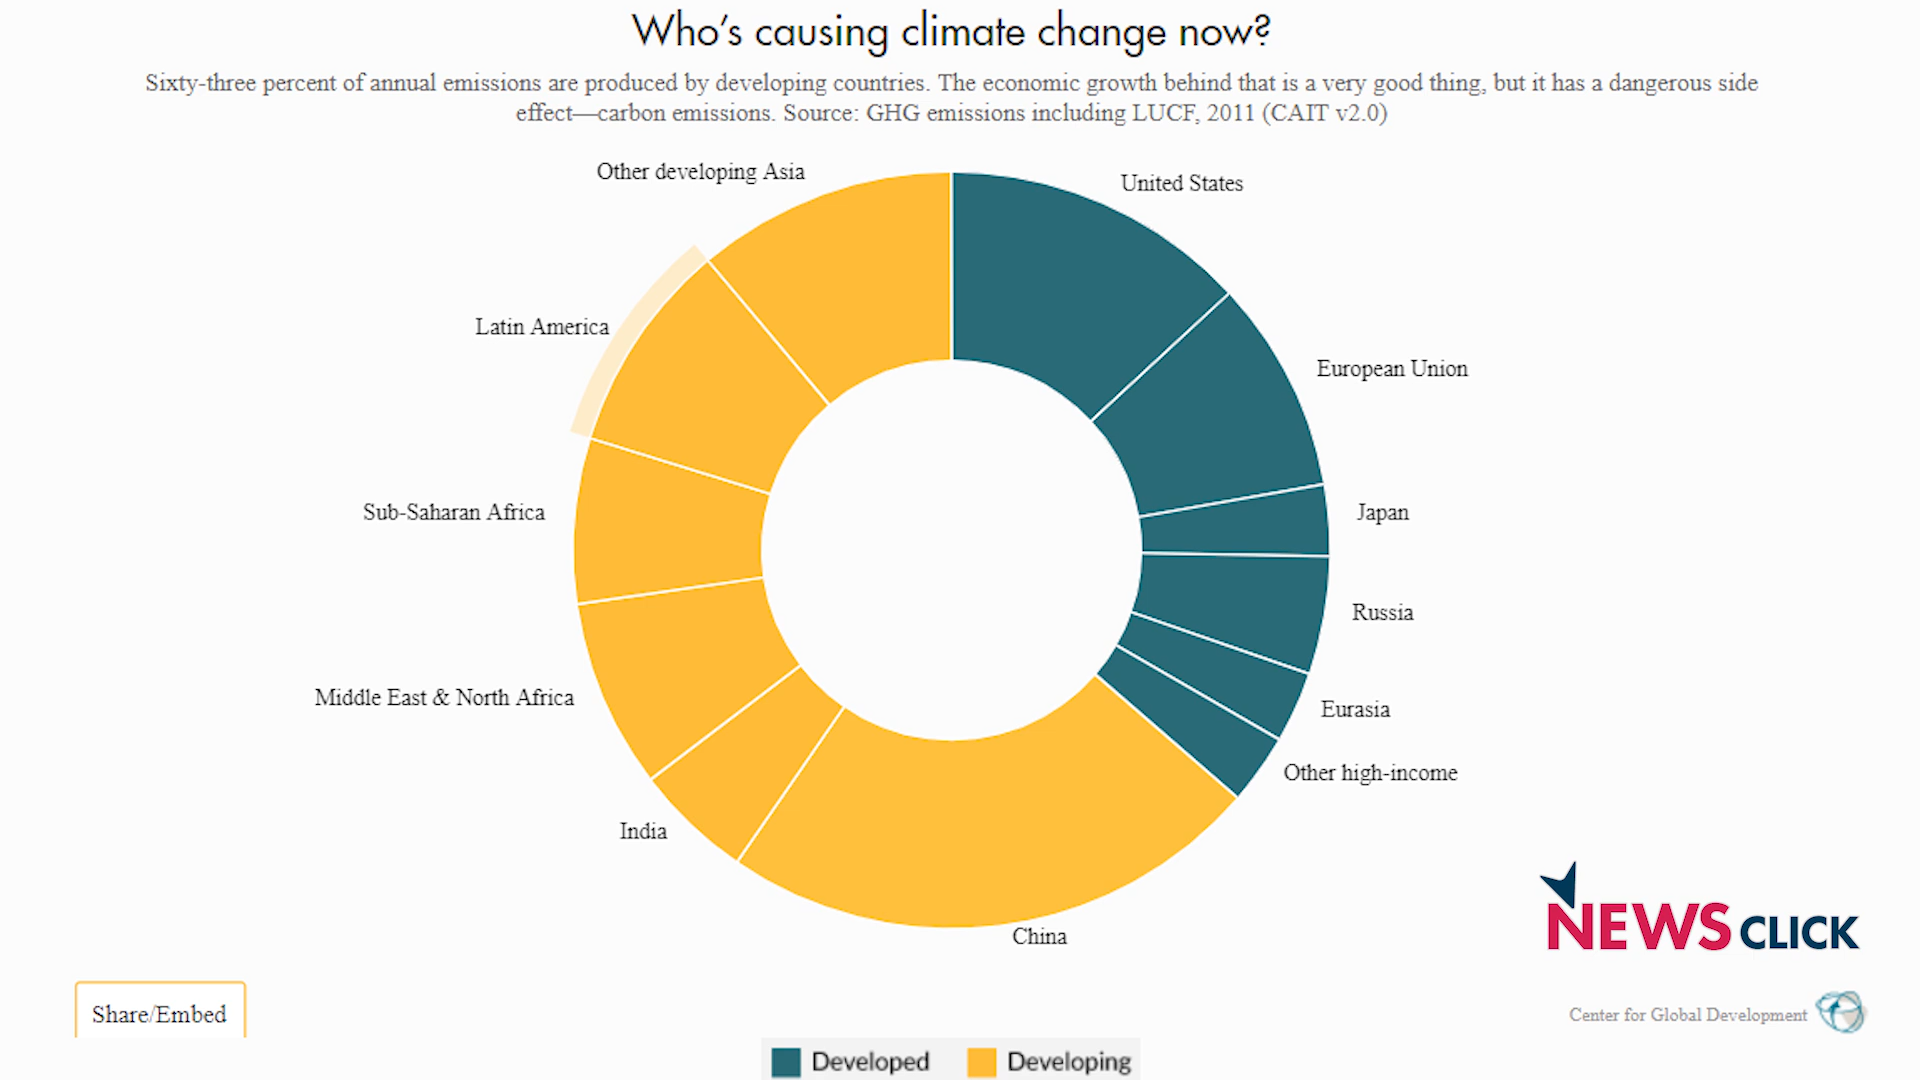 Who's causing climate change now?
Sixty-three percent of annual emissions are produced by developing countries. The economic growth behind that is a very good thing, but it has a dangerous side
effect—carbon emissions. Source: GHG emissions including LUCF, 2011 (CAIT v2.0)
Other developing Asia
United States
Latin America
European Union
Sub-Saharan Africa
Japan
Russia
Middle East & North Africa
Eurasia
Other high-income
India
China
NEWS CLICK
Share/Embed
Center for Global Development
Developed
Developing